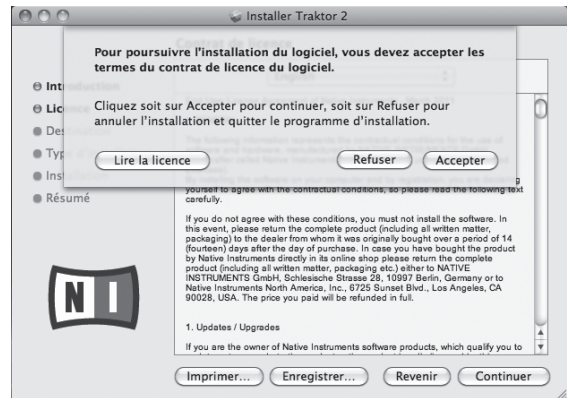 Installer Traktor 2
Pour poursuivre l'installation du logiciel, vous devez accepter les
termes du contrat de licence du logiciel.
Cliquez soit sur Accepter pour continuer, soit sur Refuser pour
annuler l'installation et quitter le programme d'installation.
Lire la licence
Refuser
Accepter
Introduction
Licence
Résumé
yourself to agree with the contractual conditions, so please read the following text
carefully.
If you do not agree with these conditions, you must not install the software. In
this event, please return the complete product (including all written matter,
packaging) to the dealer from whom it was originally bought over a period of 14
(fourteen) days after the day of purchase. In case you have bought the product
by Native Instruments directly in its online shop please return the complete
product (including all written matter, packaging etc.) either to NATIVE
INSTRUMENTS GmbH, Schlesische Strasse 28, 10997 Berlin, Germany or to
Native Instruments North America, Inc., 6725 Sunset Blvd., Los Angeles, CA
90028, USA. The price you paid will be refunded in full.
1. Updates / Upgrades
If you are the owner of Native Instruments software products, which qualify you to
NI
Imprimer...
Enregistrer...
Revenir
Continuer